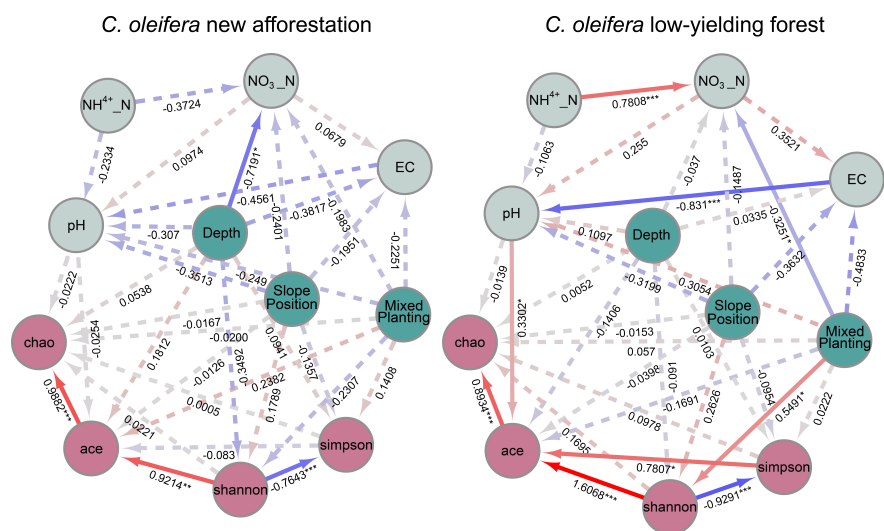 C. oleifera new afforestation
NO₃_N
NH⁴⁺_N
-0.3724
-0.2334
0.0974
0.0679
-0.7191*
EC
-0.4561
-0.3817
-0.1983
-0.2401
-0.1951
-0.2251
pH
-0.307
Depth
-0.3513
-0.249
-0.0222
0.0538
Slope
Position
Mixed
Planting
-0.0254
-0.0167
-0.0200
chao
0.1812
-0.0126
-0.3492
0.0941
-0.1357
0.2382
0.1408
0.9882***
0.0005
0.1789
-0.2307
0.0221
ace
-0.083
simpson
0.9214**
shannon
-0.7643***
C. oleifera low-yielding forest
NO₃_N
NH⁴⁺_N
0.7808***
-0.1063
0.255
-0.037
0.3521
-0.1487
EC
-0.831***
0.0335
-0.3251*
-0.3632
-0.4833
pH
0.1097
Depth
-0.3199
0.3054
-0.0139
0.0052
0.3302*
-0.1406
Slope
Position
Mixed
Planting
-0.0153
0.057
0.0103
chao
-0.0398
-0.091
-0.0954
-0.1691
0.2626
0.5491*
0.0222
0.8934***
0.0978
0.1695
ace
0.7807*
simpson
1.6068***
shannon
-0.9291***